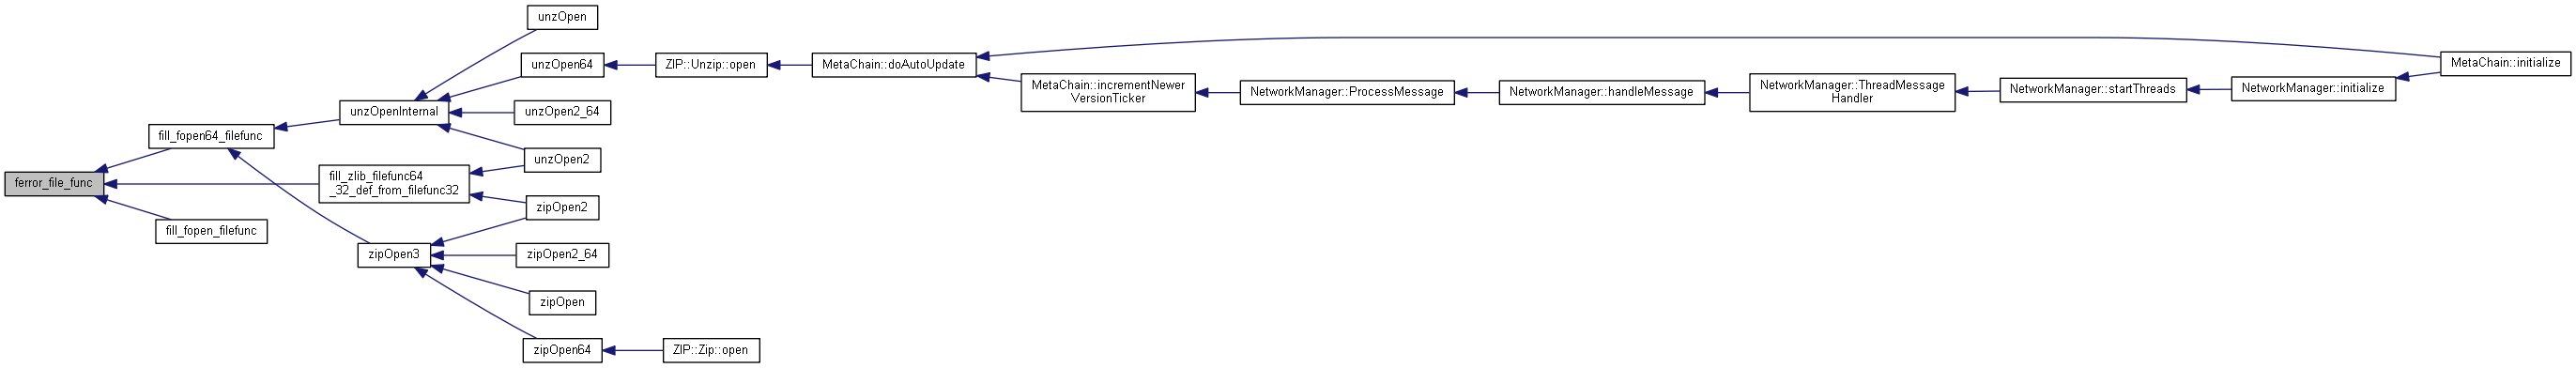 ferror_file_func
fill_fopen64_filefunc
fill_zlib_filefunc64
_32_def_from_filefunc32
fill_fopen_filefunc
unzOpenInternal
zipOpen3
unzOpen
unzOpen64
unzOpen2_64
unzOpen2
zipOpen2
zipOpen2_64
zipOpen
zipOpen64
ZIP::Unzip::open
ZIP::Zip::open
MetaChain::doAutoUpdate
MetaChain::incrementNewer
VersionTicker
NetworkManager::ProcessMessage
NetworkManager::handleMessage
NetworkManager::ThreadMessage
Handler
NetworkManager::startThreads
NetworkManager::initialize
MetaChain::initialize